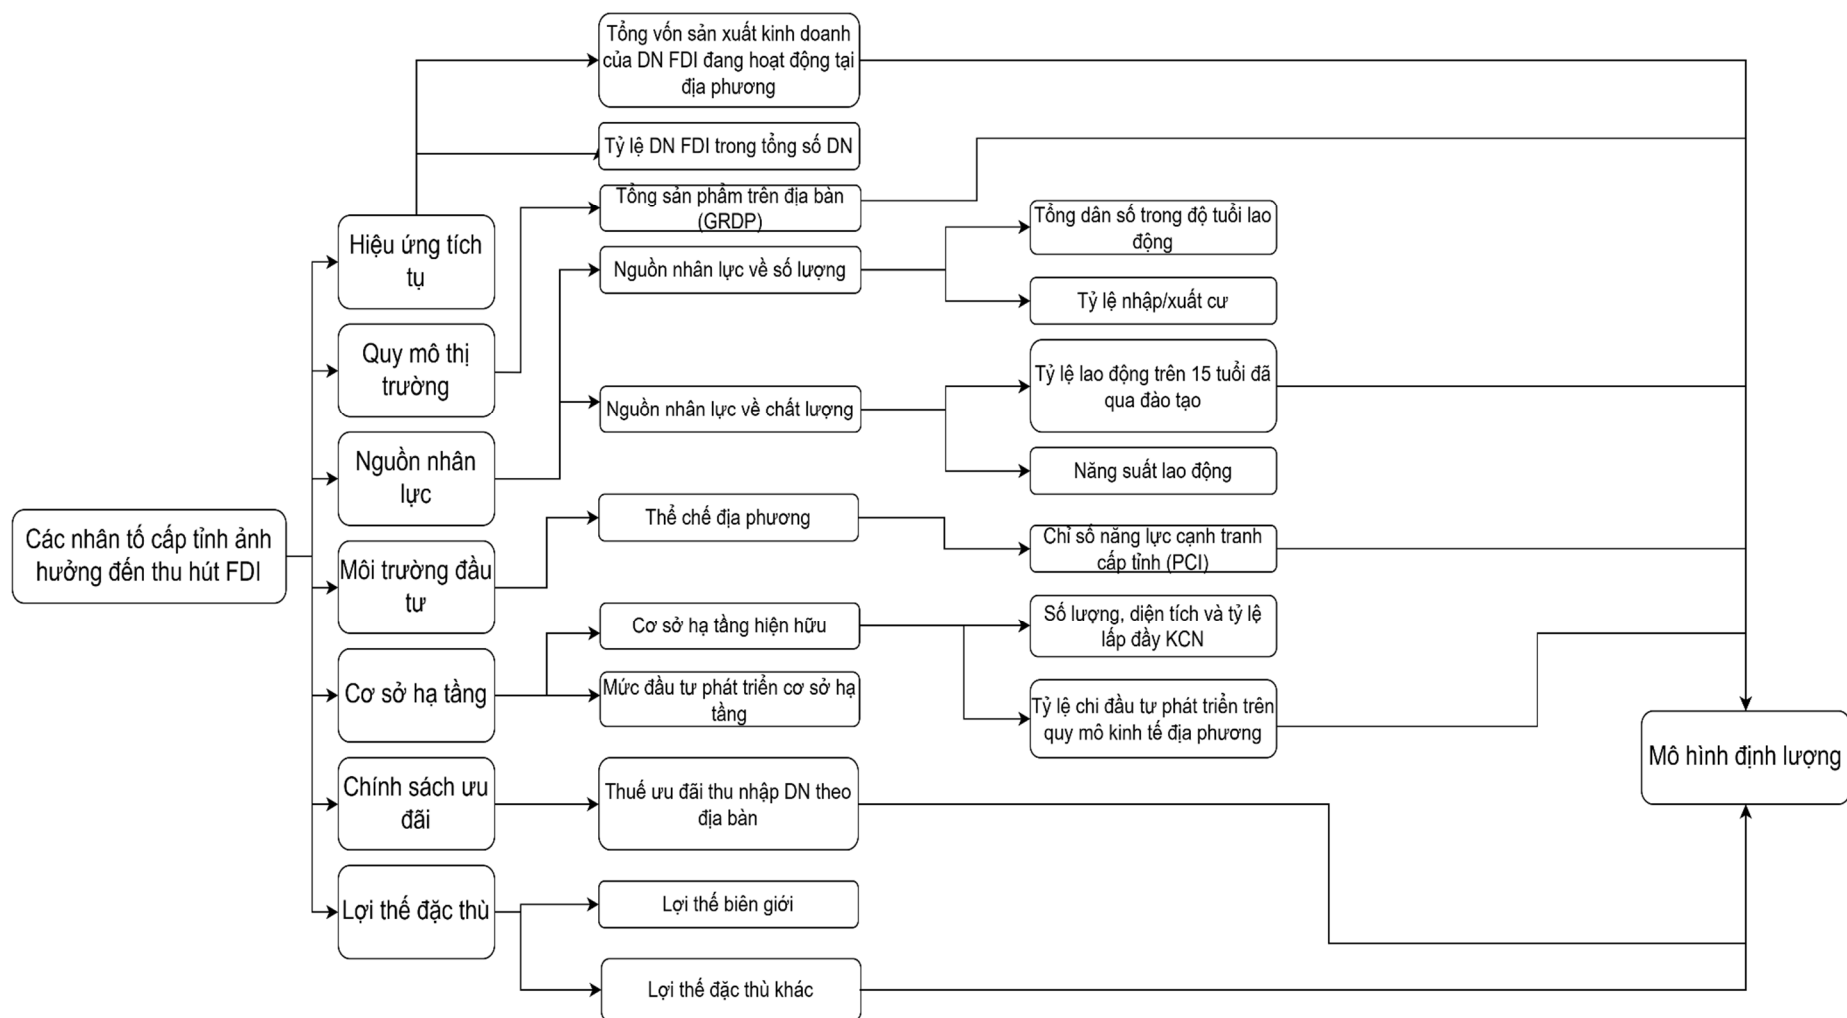 Các nhân tố cấp tỉnh ảnh
hưởng đến thu hút FDI
Hiệu ứng tích
tụ
Quy mô thị
trường
Nguồn nhân
lực
Môi trường đầu
tư
Cơ sở hạ tầng
Chính sách ưu
đãi
Lợi thế đặc thù
Tổng vốn sản xuất kinh doanh
của DN FDI đang hoạt động tại
địa phương
Tỷ lệ DN FDI trong tổng số DN
Tổng sản phẩm trên địa bàn
(GRDP)
Nguồn nhân lực về số lượng
Nguồn nhân lực về chất lượng
Thể chế địa phương
Cơ sở hạ tầng hiện hữu
Mức đầu tư phát triển cơ sở hạ
tầng
Thuế ưu đãi thu nhập DN theo
địa bàn
Lợi thế biên giới
Lợi thế đặc thù khác
Tổng dân số trong độ tuổi lao
động
Tỷ lệ nhập/xuất cư
Tỷ lệ lao động trên 15 tuổi đã
qua đào tạo
Năng suất lao động
Chỉ số năng lực cạnh tranh
cấp tỉnh (PCI)
Số lượng, diện tích và tỷ lệ
lấp đầy KCN
Tỷ lệ chi đầu tư phát triển trên
quy mô kinh tế địa phương
Mô hình định lượng